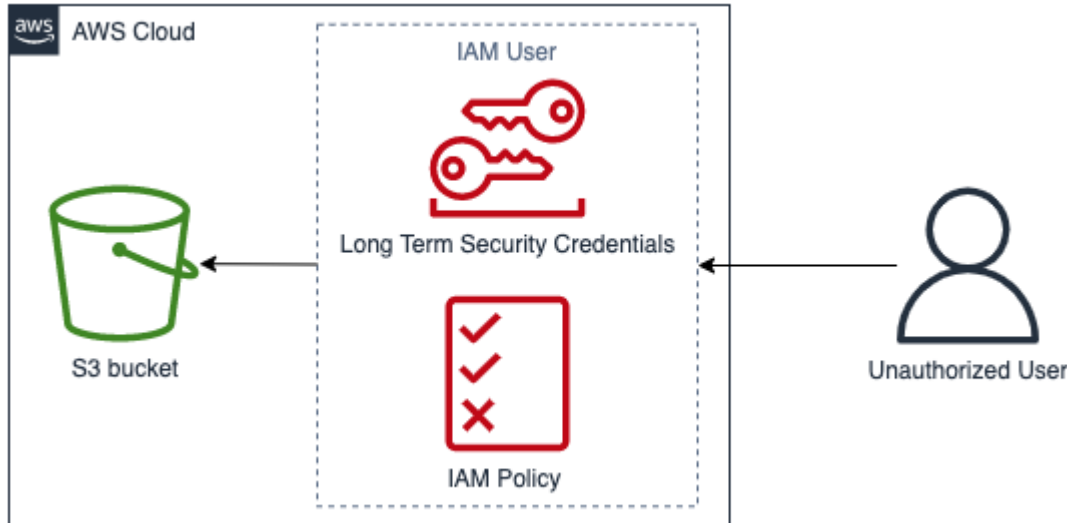 aws
AWS Cloud
IAM User
Long Term Security Credentials
S3 bucket
Unauthorized User
IAM Policy